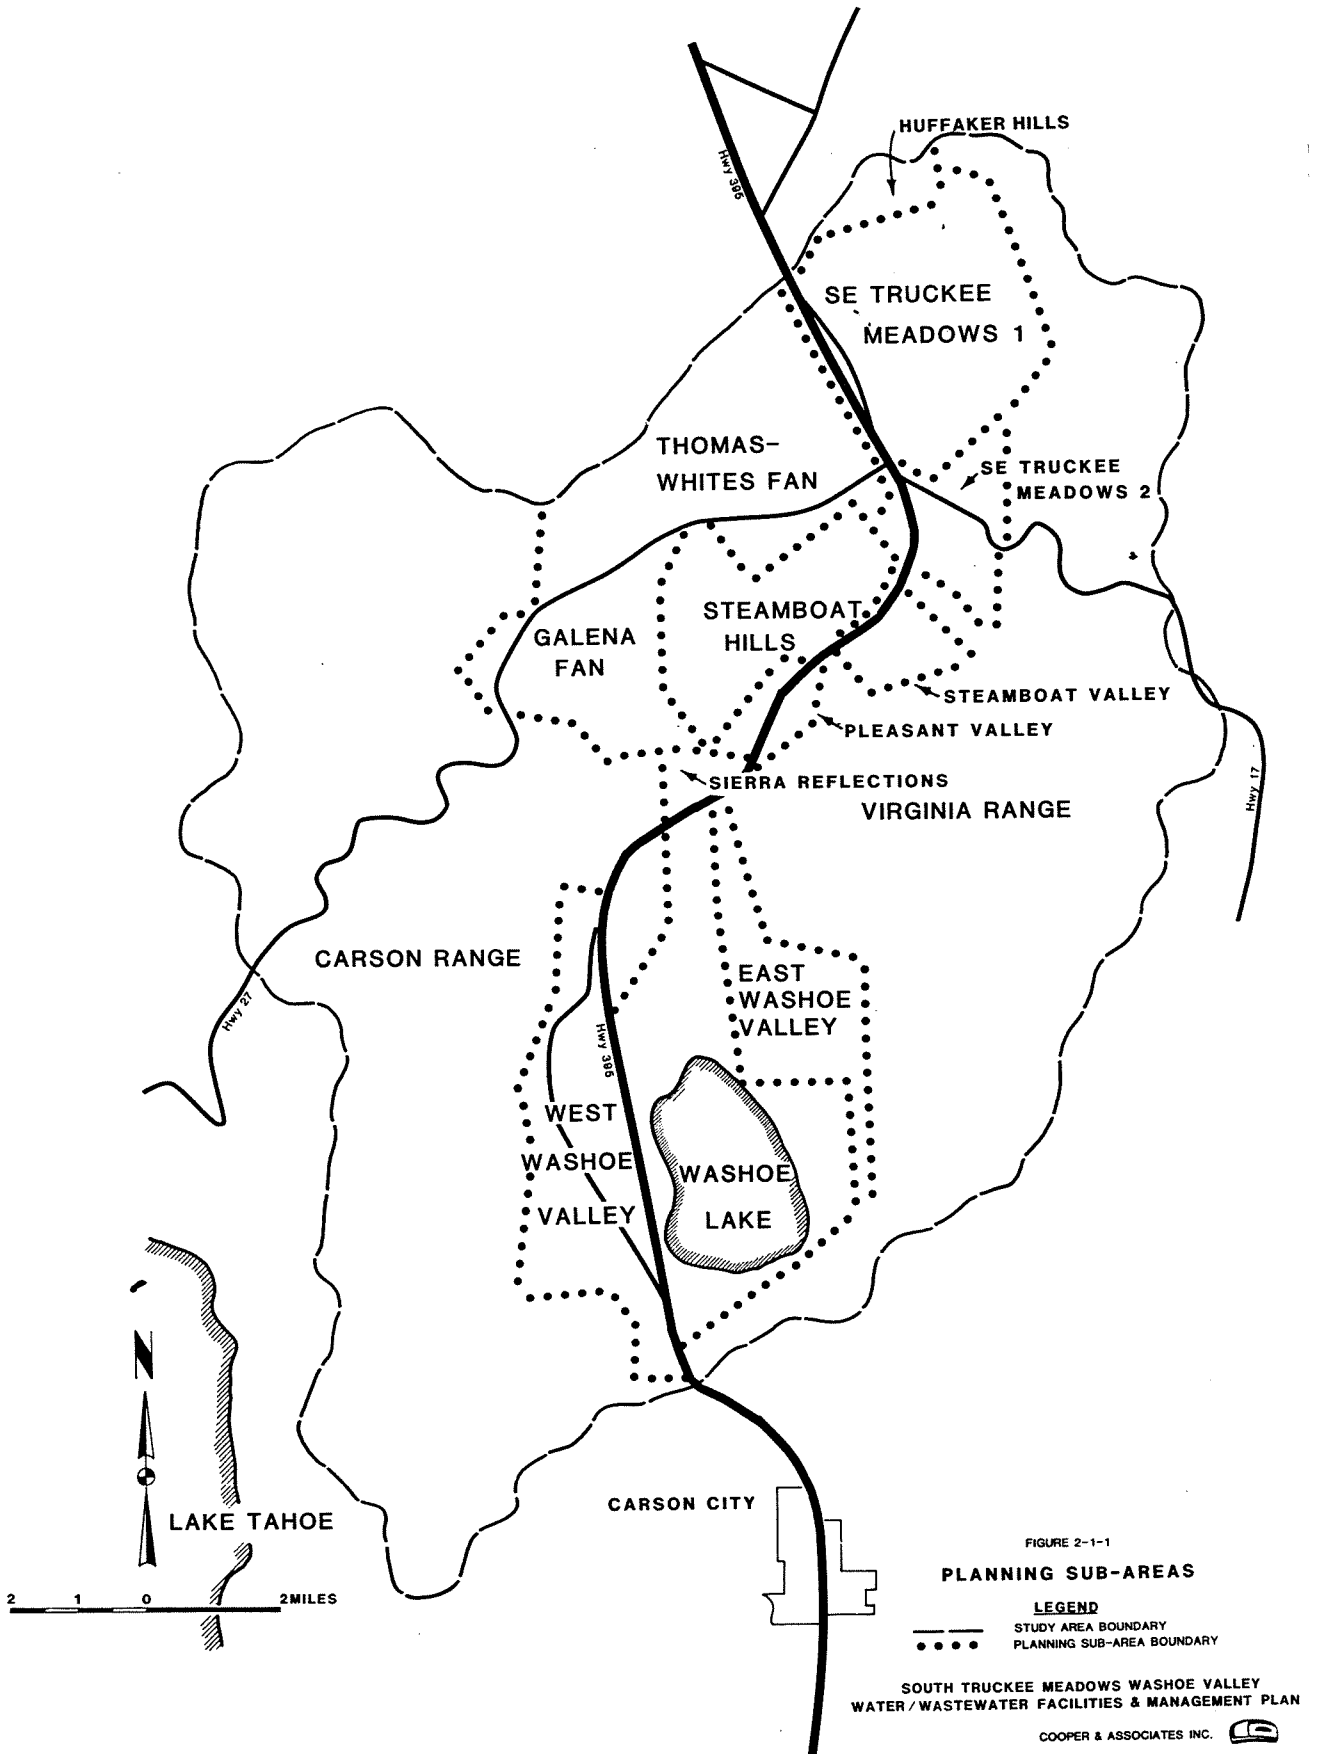 HUFFAKER HILLS
Hwy 395
SE TRUCKEE
MEADOWS 1
THOMAS-
WHITES FAN
SE TRUCKEE
MEADOWS 2
STEAMBOAT
HILLS
GALENA
FAN
STEAMBOAT VALLEY
PLEASANT VALLEY
SIERRA REFLECTIONS
VIRGINIA RANGE
Hwy 17
CARSON RANGE
EAST
WASHOE
VALLEY
Hwy 27
Hwy 395
WEST
WASHOE
VALLEY
WASHOE
LAKE
N
LAKE TAHOE
2 1 0 2 MILES
CARSON CITY
FIGURE 2-1-1
PLANNING SUB-AREAS
LEGEND
STUDY AREA BOUNDARY
PLANNING SUB-AREA BOUNDARY
SOUTH TRUCKEE MEADOWS WASHOE VALLEY
WATER/WASTEWATER FACILITIES & MANAGEMENT PLAN
COOPER & ASSOCIATES INC.